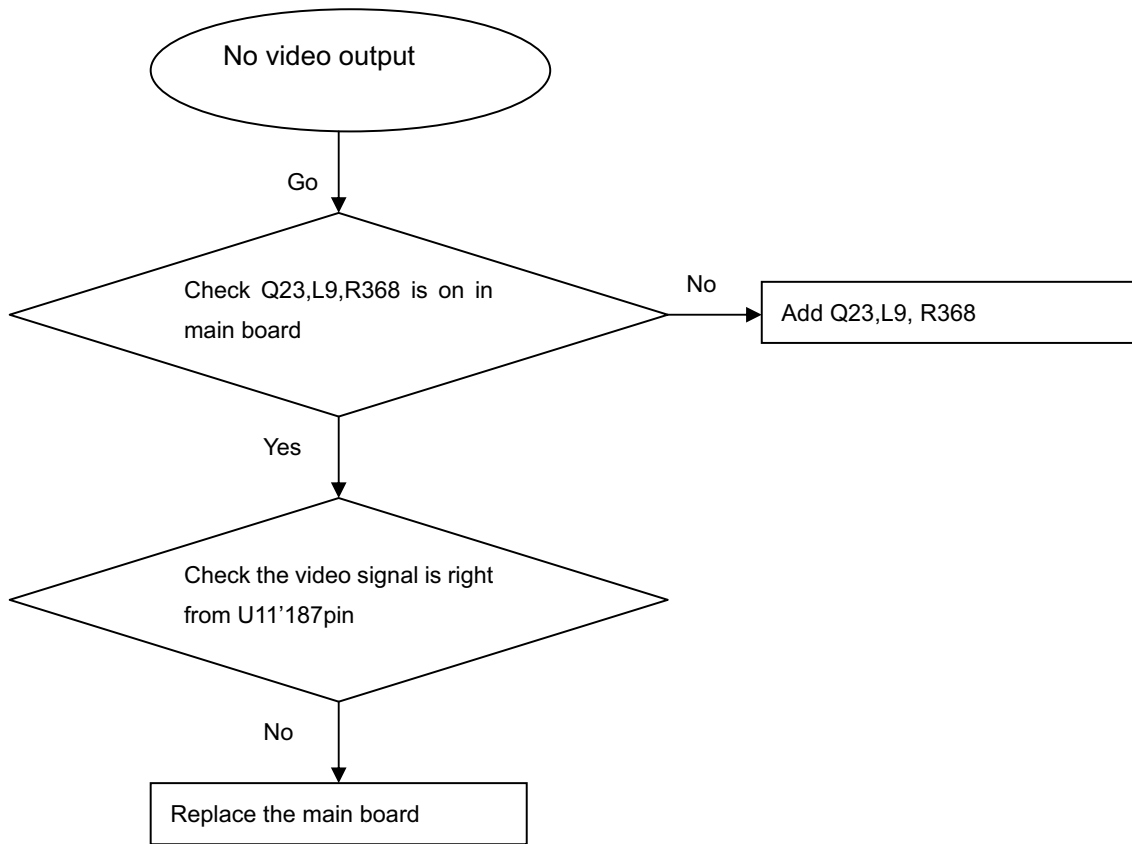 No video output
Go
Check Q23,L9,R368 is on in
main board
No
Add Q23,L9, R368
Yes
Check the video signal is right
from U11’187pin
No
Replace the main board